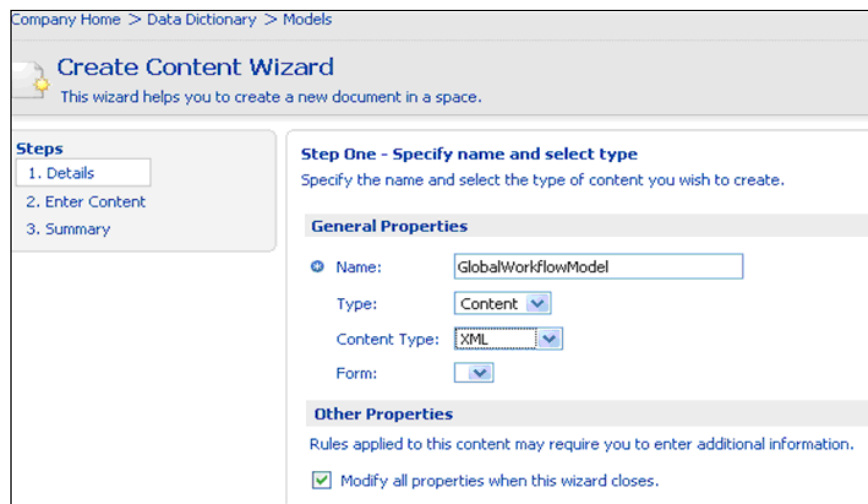 Company Home > Data Dictionary > Models
Create Content Wizard
This wizard helps you to create a new document in a space.
Steps
1. Details
2. Enter Content
3. Summary
Step One - Specify name and select type
Specify the name and select the type of content you wish to create.
General Properties
Name: GlobalWorkflowModel
Type: Content
Content Type: XML
Form:
Other Properties
Rules applied to this content may require you to enter additional information.
Modify all properties when this wizard closes.